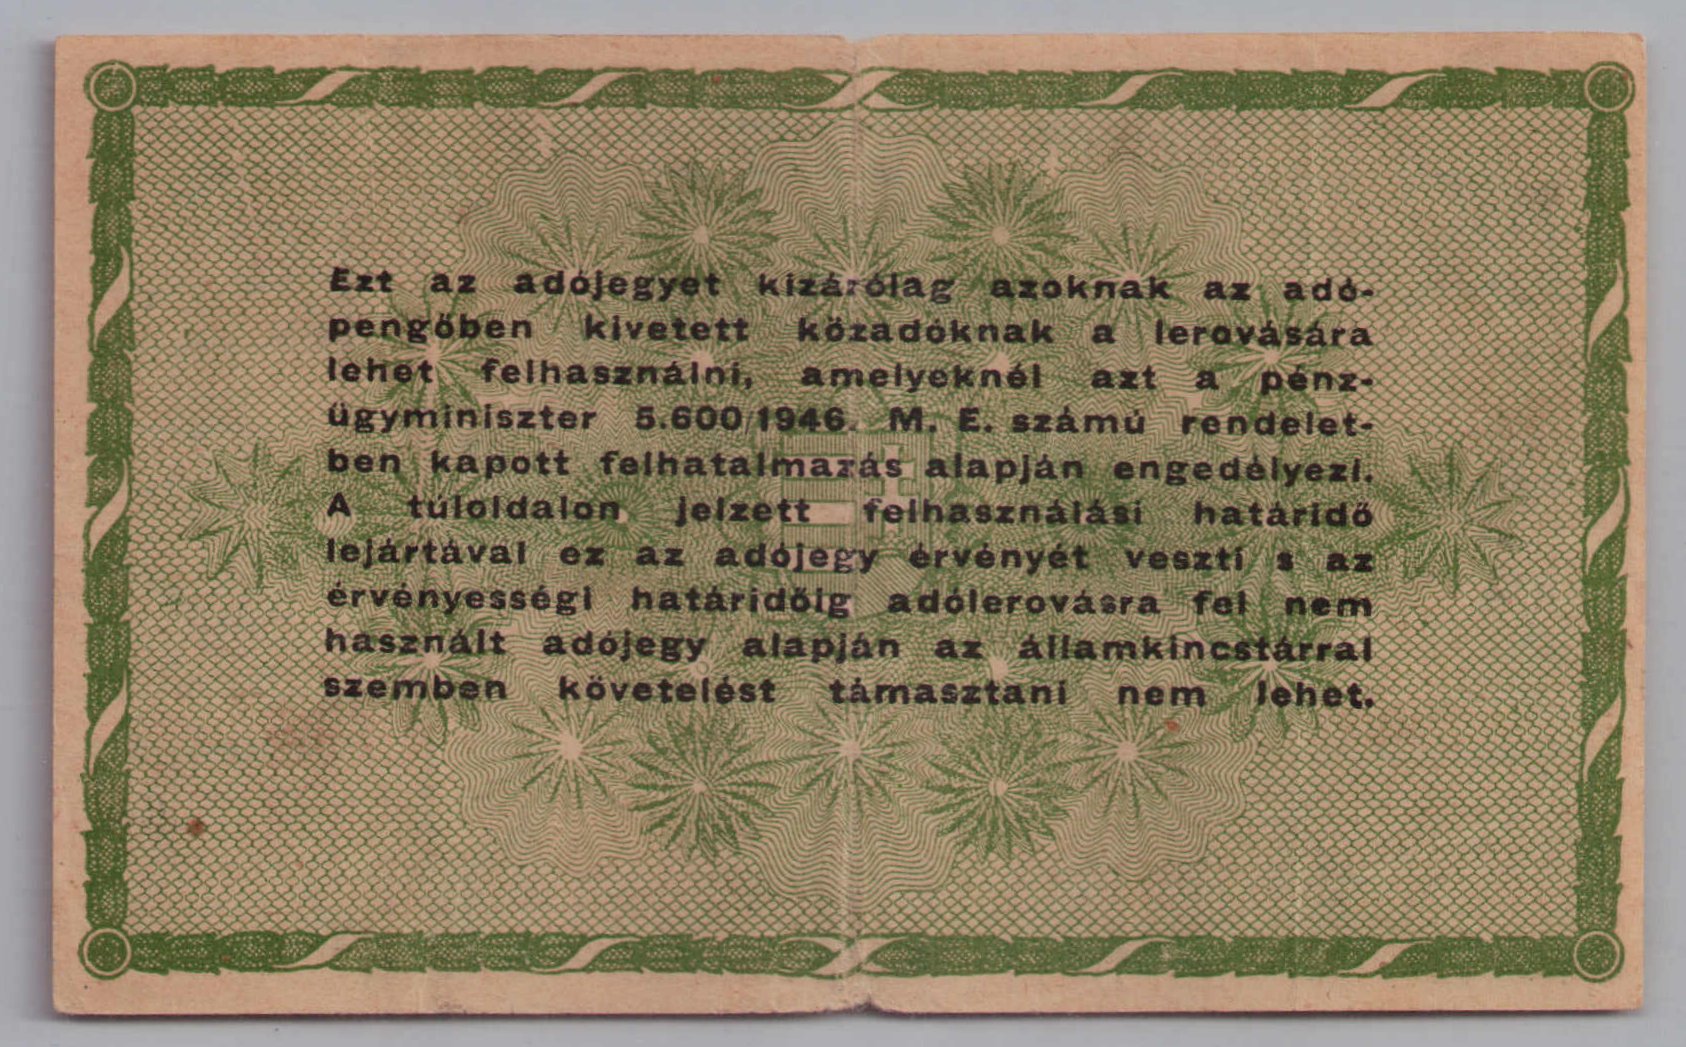 Ezt az adójegyet kizárólag azoknak az adó-
pengőben kivetett közadóknak a lerovására
lehet felhasználni, amelyeknél azt a pénz-
ügyminiszter 5.600/1946. M. E. számú rendelet-
ben kapott felhatalmazás alapján engedélyezi.
A túloldalon jelzett felhasználási határidő
lejártával ez az adójegy érvényét veszti s az
érvényességi határidőig adólerovásra fel nem
használt adójegy alapján az államkincstárral
szemben követelést támasztani nem lehet.